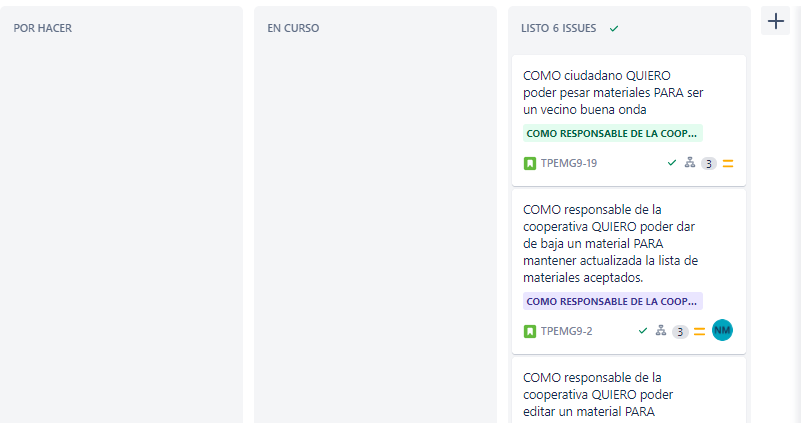 POR HACER
EN CURSO
LISTO 6 ISSUES
COMO ciudadano QUIERO
poder pesar materiales PARA ser
un vecino buena onda
COMO RESPONSABLE DE LA COOP...
TPEMG9-19
3
COMO responsable de la
cooperativa QUIERO poder dar
de baja un material PARA
mantener actualizada la lista de
materiales aceptados.
COMO RESPONSABLE DE LA COOP...
TPEMG9-2
3
NM
COMO responsable de la
cooperativa QUIERO poder
editar un material PARA